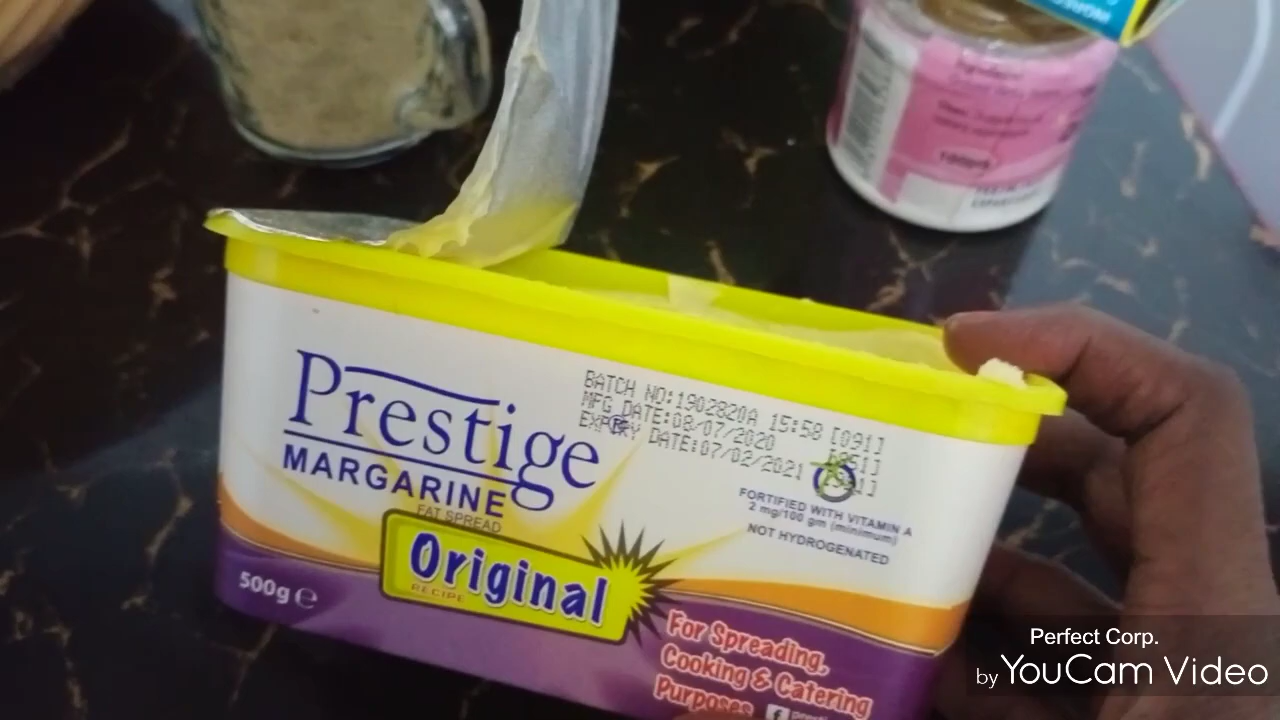 Prestige
MARGARINE
FAT SPREAD
Original
RECIPE
500g e
BATCH NO:1902820A 15:58 [091]
MFG DATE:08/07/2020
EXPIRY DATE:07/02/2021
FORTIFIED WITH VITAMIN A
2 mg/100 gm (minimum)
NOT HYDROGENATED
For Spreading,
Cooking & Catering
Purposes
Perfect Corp.
by YouCam Video